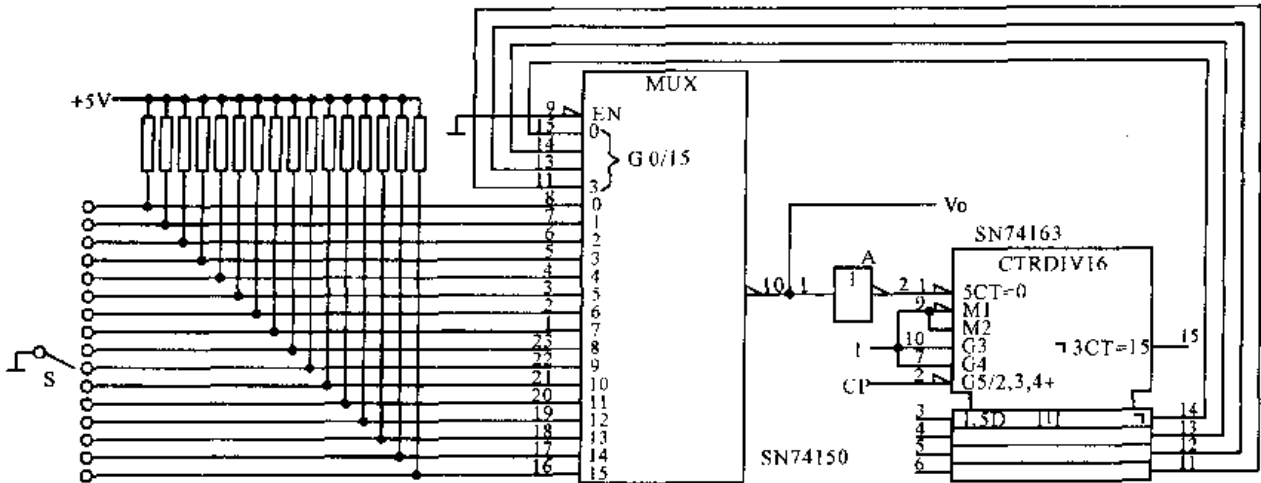 MUX
+5V
9 EN
15 0
14
13
11 3
G 0/15
8 0
7 1
6 2
5 3
4 4
3 5
2 6
1 7
23 8
22 9
21 10
20 11
19 12
18 13
17 14
16 15
S
SN74150
10
Vo
1
A
1
2
SN74163
CTRDIV16
1 5CT=0
9 M1
M2
1
10 G3
7 G4
CP
2 G5/2,3,4+
¬ 3CT=15
15
3 1,5D [1] ¬ 14
4 13
5 12
6 11